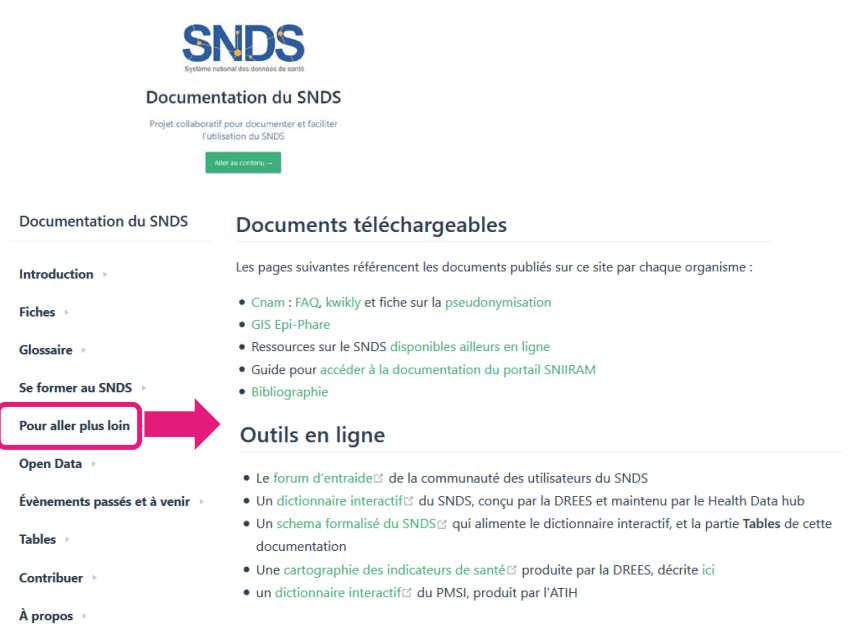 SNDS
Système national des données de santé
Documentation du SNDS
Projet collaboratif pour documenter et faciliter
l'utilisation du SNDS
Aller au contenu →
Documentation du SNDS
Introduction
Fiches
Glossaire
Se former au SNDS
Pour aller plus loin
Open Data
Évènements passés et à venir
Tables
Contribuer
À propos
Documents téléchargeables
Les pages suivantes référencent les documents publiés sur ce site par chaque organisme :
• Cnam : FAQ, kwikly et fiche sur la pseudonymisation
• GIS Epi-Phare
• Ressources sur le SNDS disponibles ailleurs en ligne
• Guide pour accéder à la documentation du portail SNIIRAM
• Bibliographie
Outils en ligne
• Le forum d'entraide de la communauté des utilisateurs du SNDS
• Un dictionnaire interactif du SNDS, conçu par la DREES et maintenu par le Health Data hub
• Un schema formalisé du SNDS qui alimente le dictionnaire interactif, et la partie Tables de cette
documentation
• Une cartographie des indicateurs de santé produite par la DREES, décrite ici
• un dictionnaire interactif du PMSI, produit par l'ATIH